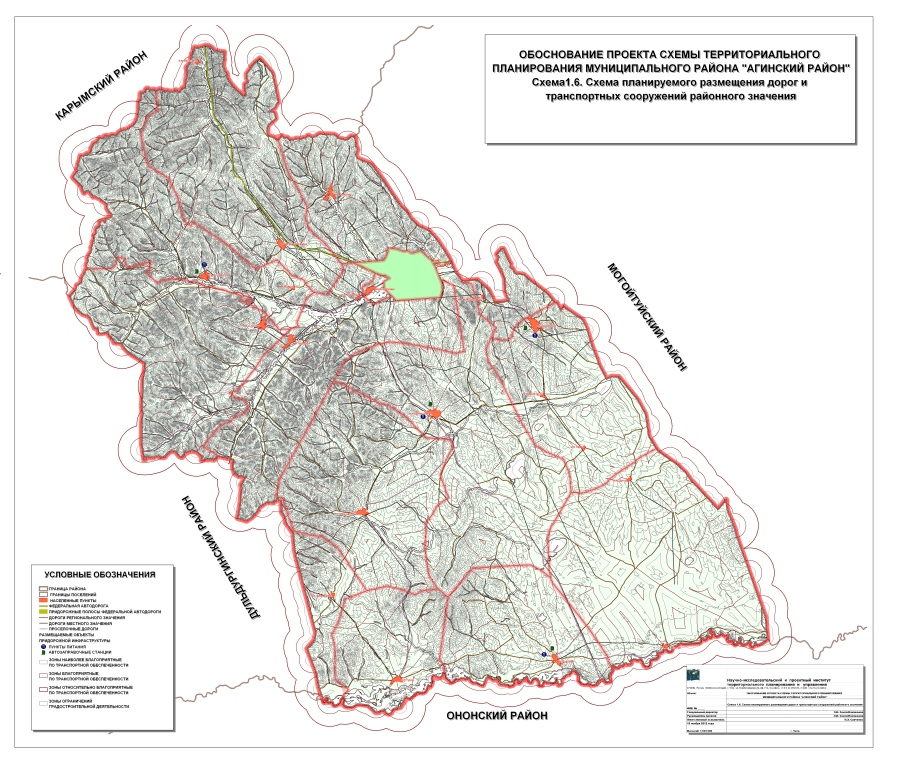 ОБОСНОВАНИЕ ПРОЕКТА СХЕМЫ ТЕРРИТОРИАЛЬНОГО
ПЛАНИРОВАНИЯ МУНИЦИПАЛЬНОГО РАЙОНА "АГИНСКИЙ РАЙОН"
Схема1.6. Схема планируемого размещения дорог и
транспортных сооружений районного значения
КАРЫМСКИЙ РАЙОН
МОГОЙТУЙСКИЙ РАЙОН
ДУЛЬДУРГИНСКИЙ РАЙОН
ОНОНСКИЙ РАЙОН
УСЛОВНЫЕ ОБОЗНАЧЕНИЯ
ГРАНИЦА РАЙОНА
ГРАНИЦЫ ПОСЕЛЕНИЙ
НАСЕЛЕННЫЕ ПУНКТЫ
ФЕДЕРАЛЬНАЯ АВТОДОРОГА
ПРИДОРОЖНЫЕ ПОЛОСЫ ФЕДЕРАЛЬНОЙ АВТОДОРОГИ
ДОРОГИ РЕГИОНАЛЬНОГО ЗНАЧЕНИЯ
ДОРОГИ МЕСТНОГО ЗНАЧЕНИЯ
ПРОСЕЛОЧНЫЕ ДОРОГИ
РАЗМЕЩАЕМЫЕ ОБЪЕКТЫ
ПРИДОРОЖНОЙ ИНФРАСТРУКТУРЫ
ПУНКТЫ ПИТАНИЯ
АВТОЗАПРАВОЧНЫЕ СТАНЦИИ
ЗОНЫ НАИБОЛЕЕ БЛАГОПРИЯТНЫЕ
ПО ТРАНСПОРТНОЙ ОБЕСПЕЧЕННОСТИ
ЗОНЫ БЛАГОПРИЯТНЫЕ
ПО ТРАНСПОРТНОЙ ОБЕСПЕЧЕННОСТИ
ЗОНЫ ОТНОСИТЕЛЬНО БЛАГОПРИЯТНЫЕ
ПО ТРАНСПОРТНОЙ ОБЕСПЕЧЕННОСТИ
ЗОНЫ ОГРАНИЧЕНИЯ
ГРАДОСТРОИТЕЛЬНОЙ ДЕЯТЕЛЬНОСТИ
Научно-исследовательский и проектный институт
территориального планирования и управления